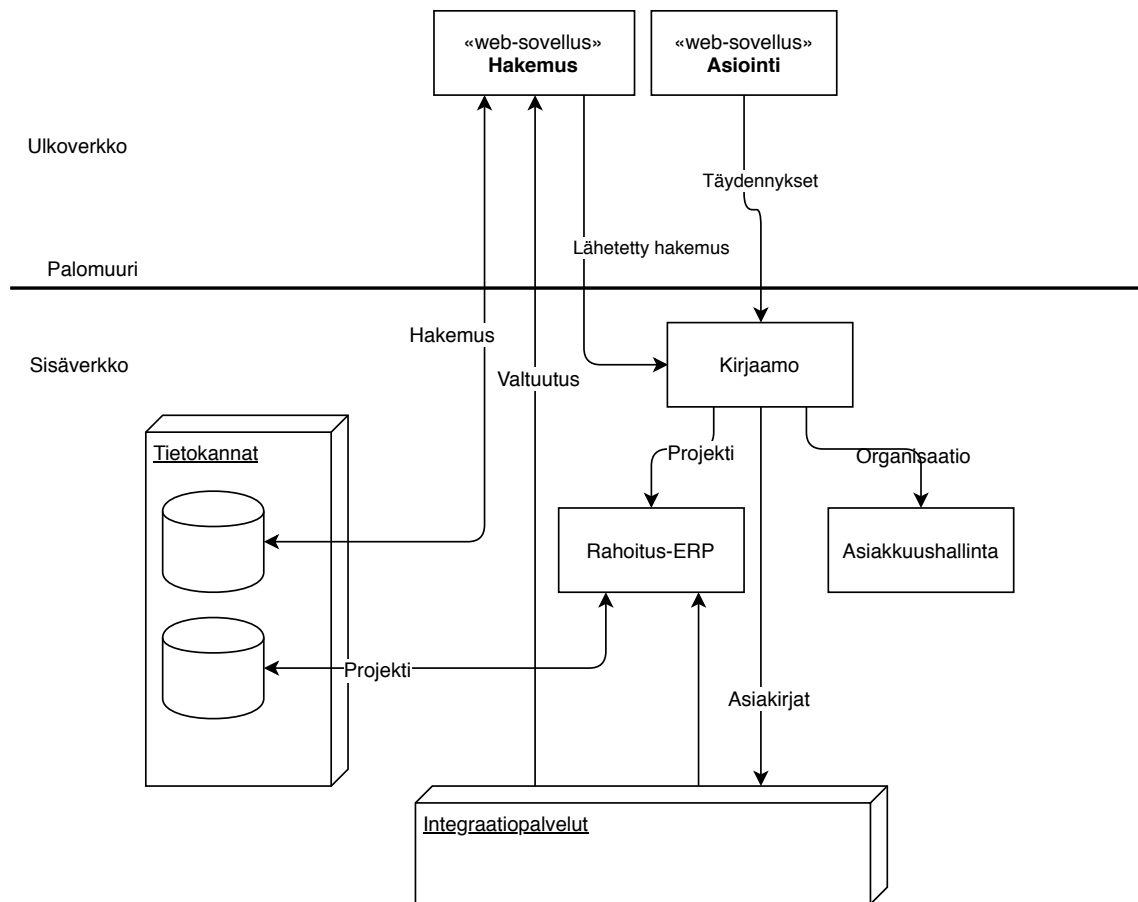 «web-sovellus»
Hakemus
«web-sovellus»
Asiointi
Ulkoverkko
Täydennykset
Lähetetty hakemus
Palomuuri
Hakemus
Sisäverkko
Valtuutus
Kirjaamo
Tietokannat
Projekti
Organisaatio
Rahoitus-ERP
Asiakkuushallinta
Projekti
Asiakirjat
Integraatiopalvelut